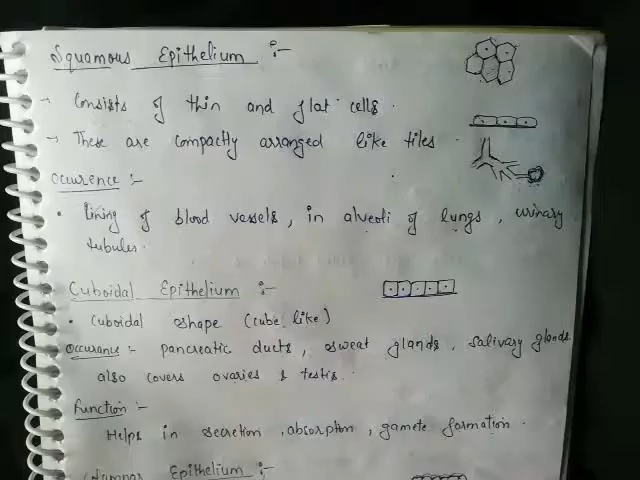 Squamous Epithelium :-
→ Consists of thin and flat cells.
→ These are compactly arranged like tiles.
Occurence :-
• Lining of blood vessels, in alveoli of lungs, urinary
tubules.
Cuboidal Epithelium :-
• Cuboidal shape (cube like)
Occurance :- pancreatic ducts, sweat glands, salivary glands
also covers ovaries & testis.
Function :-
Helps in secretion, absorption, gamete formation.
Epithelium :-